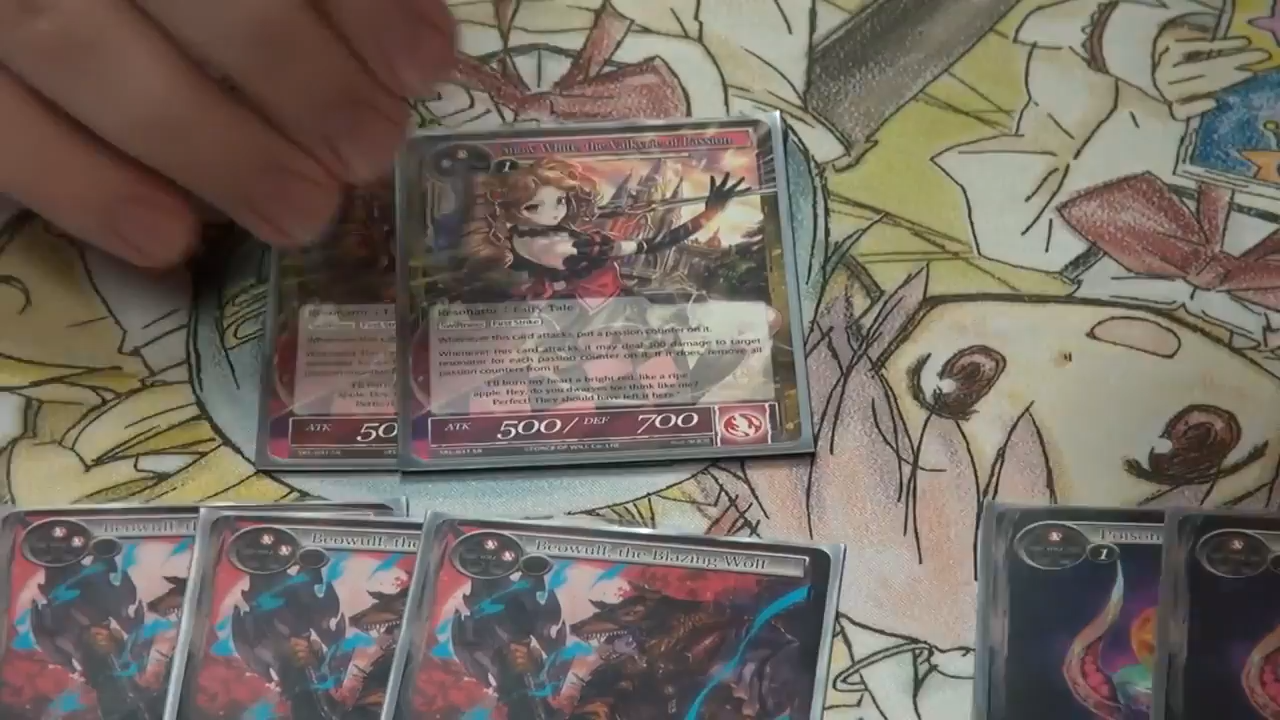 Snow White, the Valkyrie of Passion
1
Resonator : Fairy Tale
Swiftness First Strike
Whenever this card attacks, put a passion counter on it.
Whenever this card attacks, it may deal 200 damage to target
resonator for each passion counter on it. If it does, remove all
passion counters from it.
"I'll burn my heart a bright red, like a ripe
apple. Hey, do you dwarves too think like me?
Perfect! They should have left it here."
ATK 50
ATK 500 / DEF 700
Beowulf, th
Beowulf, the
Beowulf, the Blazing Wolf
Poison
1